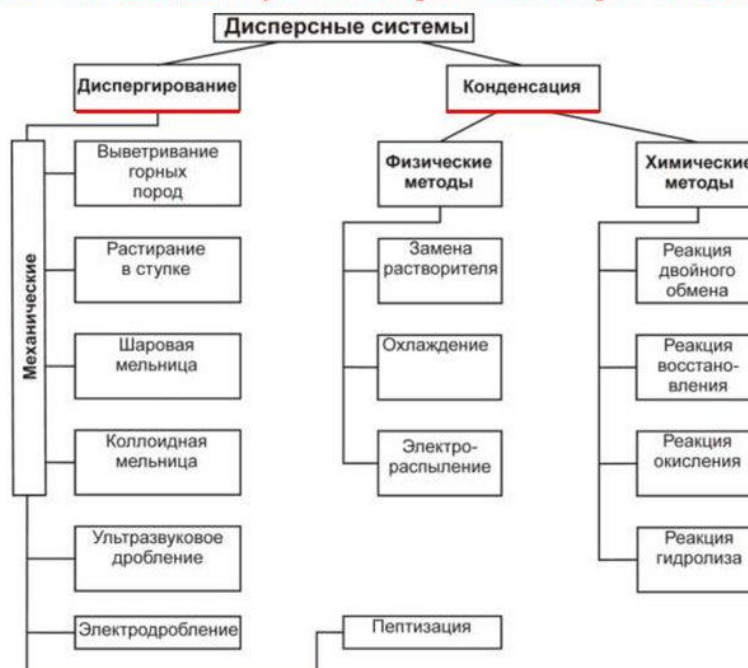 Дисперсные системы
Диспергирование
Конденсация
Механические
Выветривание
горных
пород
Растирание
в ступке
Шаровая
мельница
Коллоидная
мельница
Ультразвуковое
дробление
Электродробление
Физические
методы
Замена
растворителя
Охлаждение
Электро-
распыление
Пептизация
Химические
методы
Реакция
двойного
обмена
Реакция
восстано-
вления
Реакция
окисления
Реакция
гидролиза